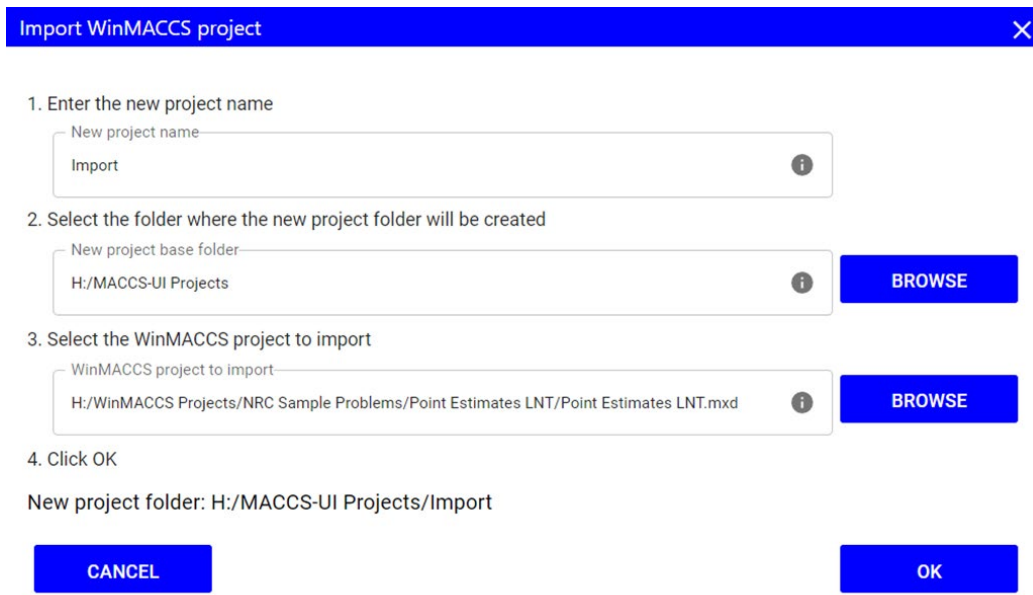 Import WinMACCS project
1. Enter the new project name
New project name
Import
2. Select the folder where the new project folder will be created
New project base folder
H:/MACCS-UI Projects
BROWSE
3. Select the WinMACCS project to import
WinMACCS project to import
H:/WinMACCS Projects/NRC Sample Problems/Point Estimates LNT/Point Estimates LNT.mxd
BROWSE
4. Click OK
New project folder: H:/MACCS-UI Projects/Import
CANCEL
OK